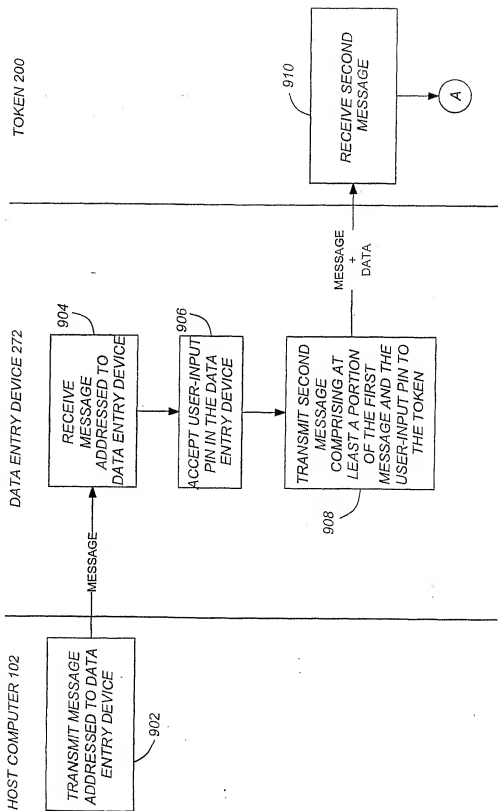 HOST COMPUTER 102
TRANSMIT MESSAGE
ADDRESSED TO DATA
ENTRY DEVICE
902
MESSAGE
DATA ENTRY DEVICE 272
904
RECEIVE
MESSAGE
ADDRESSED TO
DATA ENTRY DEVICE
906
ACCEPT USER-INPUT
PIN IN THE DATA
ENTRY DEVICE
TRANSMIT SECOND
MESSAGE
COMPRISING AT
LEAST A PORTION
OF THE FIRST
MESSAGE AND THE
USER-INPUT PIN TO
THE TOKEN
908
MESSAGE
+
DATA
TOKEN 200
910
RECEIVE SECOND
MESSAGE
A